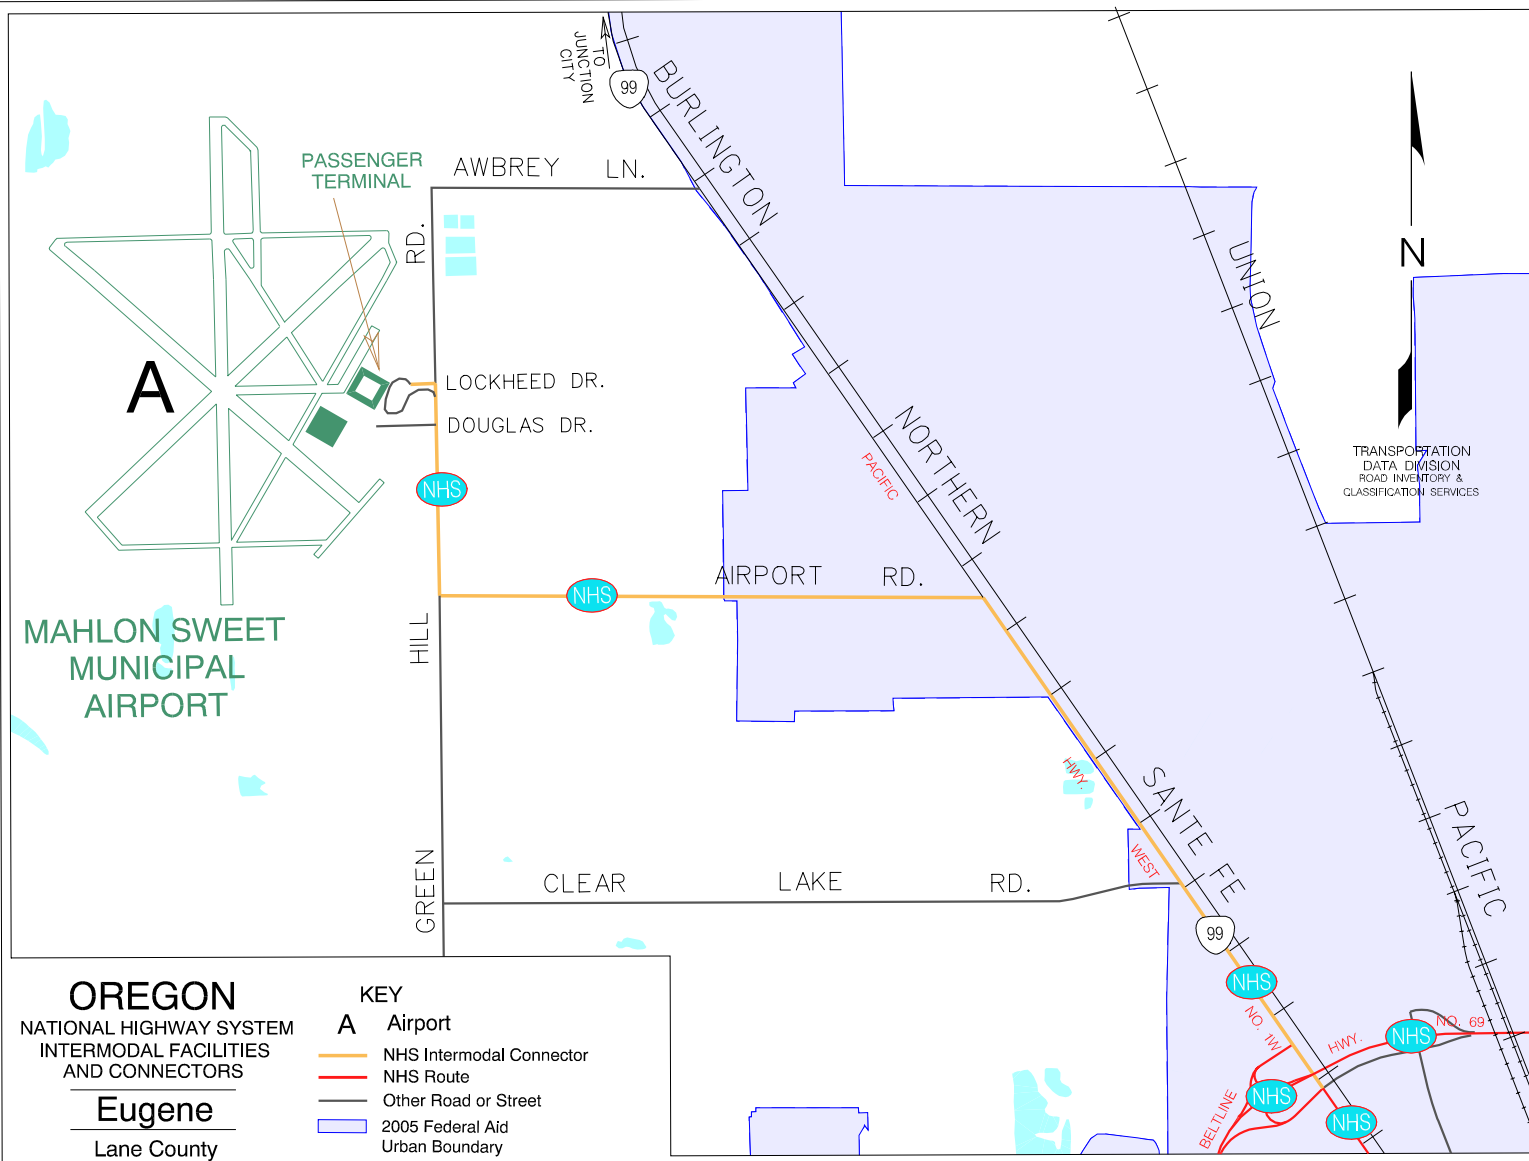 TO
JUNCTION
CITY
99
BURLINGTON
NORTHERN
SANTE FE
UNION
PACIFIC
N
TRANSPORTATION
DATA DIVISION
ROAD INVENTORY &
CLASSIFICATION SERVICES
PASSENGER
TERMINAL
AWBREY LN.
RD.
A
LOCKHEED DR.
DOUGLAS DR.
NHS
PACIFIC
AIRPORT RD.
NHS
HILL
MAHLON SWEET
MUNICIPAL
AIRPORT
HWY.
WEST
GREEN
CLEAR LAKE RD.
99
NHS
NO. 1W
HWY.
NHS
NO. 69
BELTLINE
NHS
NHS
OREGON
NATIONAL HIGHWAY SYSTEM
INTERMODAL FACILITIES
AND CONNECTORS
Eugene
Lane County
KEY
A Airport
NHS Intermodal Connector
NHS Route
Other Road or Street
2005 Federal Aid
Urban Boundary